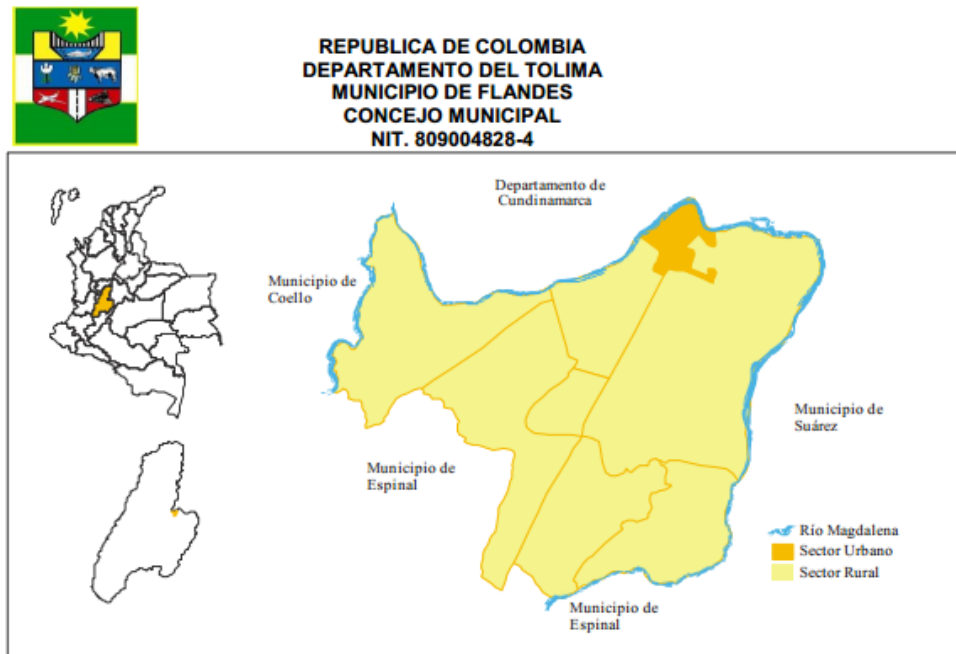 REPUBLICA DE COLOMBIA
DEPARTAMENTO DEL TOLIMA
MUNICIPIO DE FLANDES
CONCEJO MUNICIPAL
NIT. 809004828-4
Departamento de
Cundinamarca
Municipio de
Coello
Municipio de
Suárez
Municipio de
Espinal
Río Magdalena
Sector Urbano
Sector Rural
Municipio de
Espinal